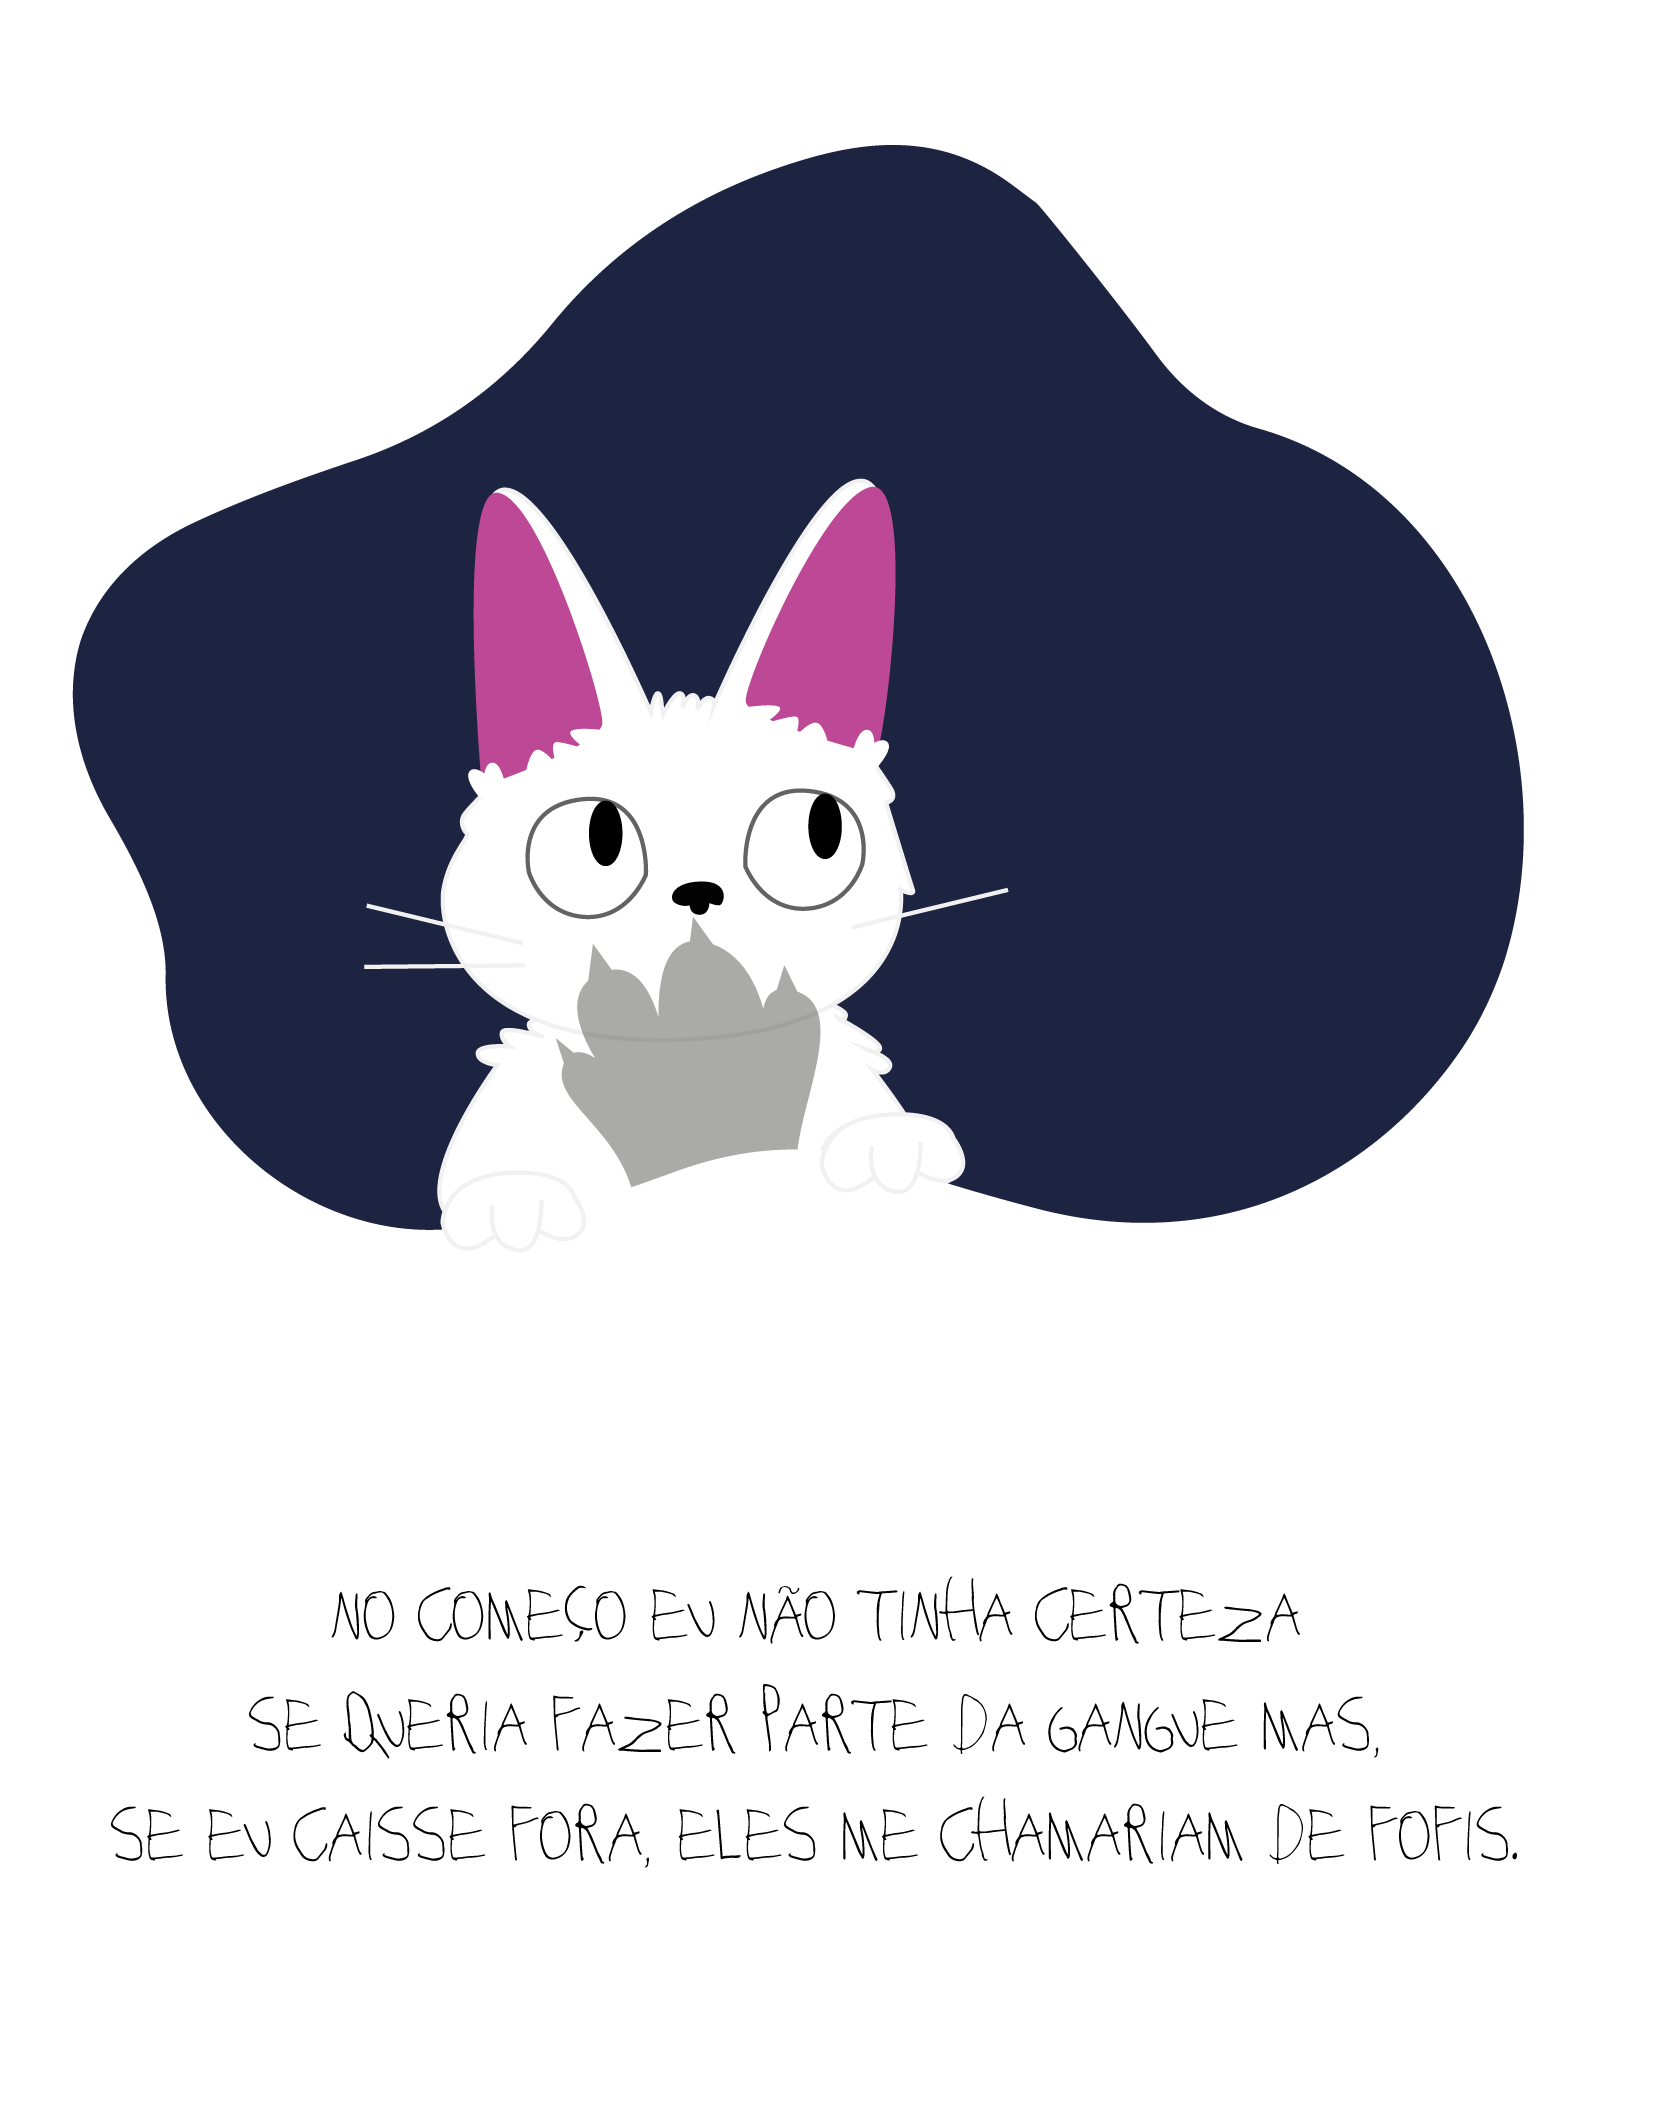 NO COMEÇO EU NÃO TINHA CERTEZA
SE QUERIA FAZER PARTE DA GANGUE MAS,
SE EU CAISSE FORA, ELES ME CHAMARIAM DE FOFIS.